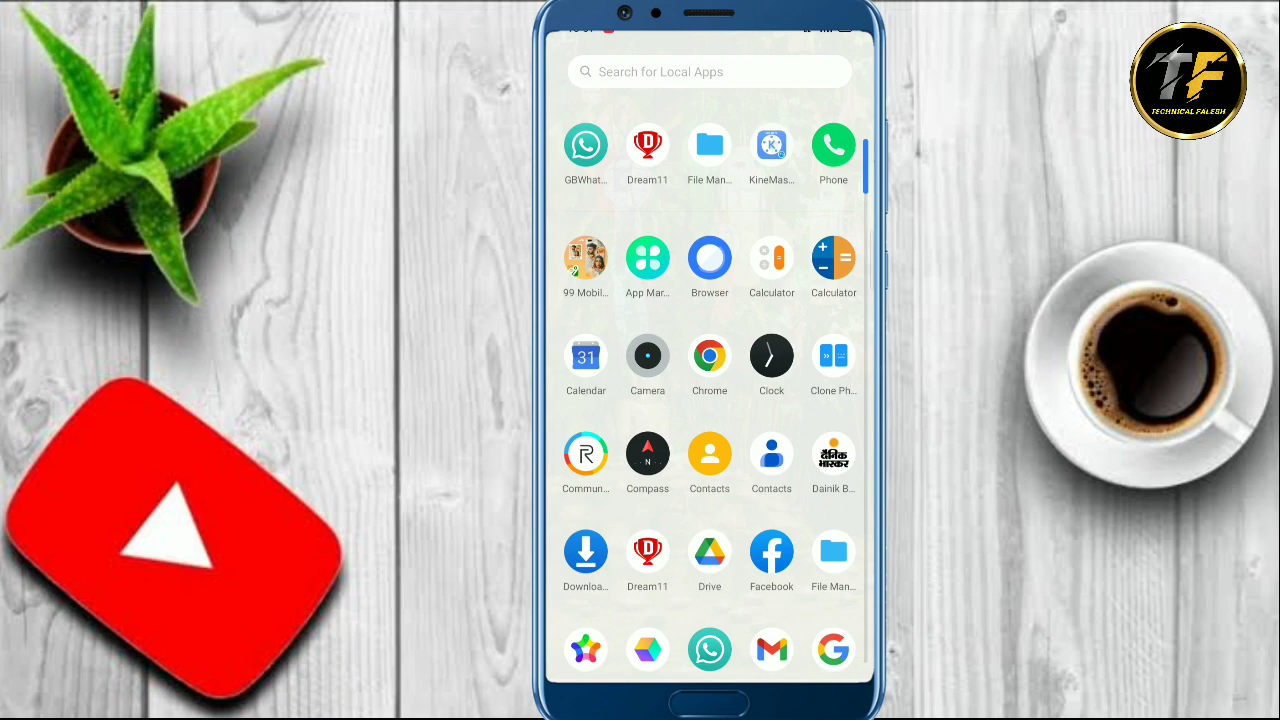 TF
TECHNICAL FALESH
Search for Local Apps
GBWhat... Dream11 File Man... KineMas... Phone
99 Mobil... App Mar... Browser Calculator Calculator
31
Calendar Camera Chrome Clock Clone Ph...
R
N
दैनिक
भास्कर
Commun... Compass Contacts Contacts Dainik B...
Downloa... Dream11 Drive Facebook File Man...